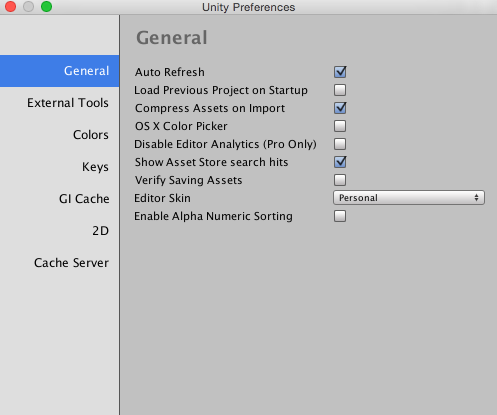 Unity Preferences
General
External Tools
Colors
Keys
GI Cache
2D
Cache Server
General
Auto Refresh
Load Previous Project on Startup
Compress Assets on Import
OS X Color Picker
Disable Editor Analytics (Pro Only)
Show Asset Store search hits
Verify Saving Assets
Editor Skin Personal
Enable Alpha Numeric Sorting